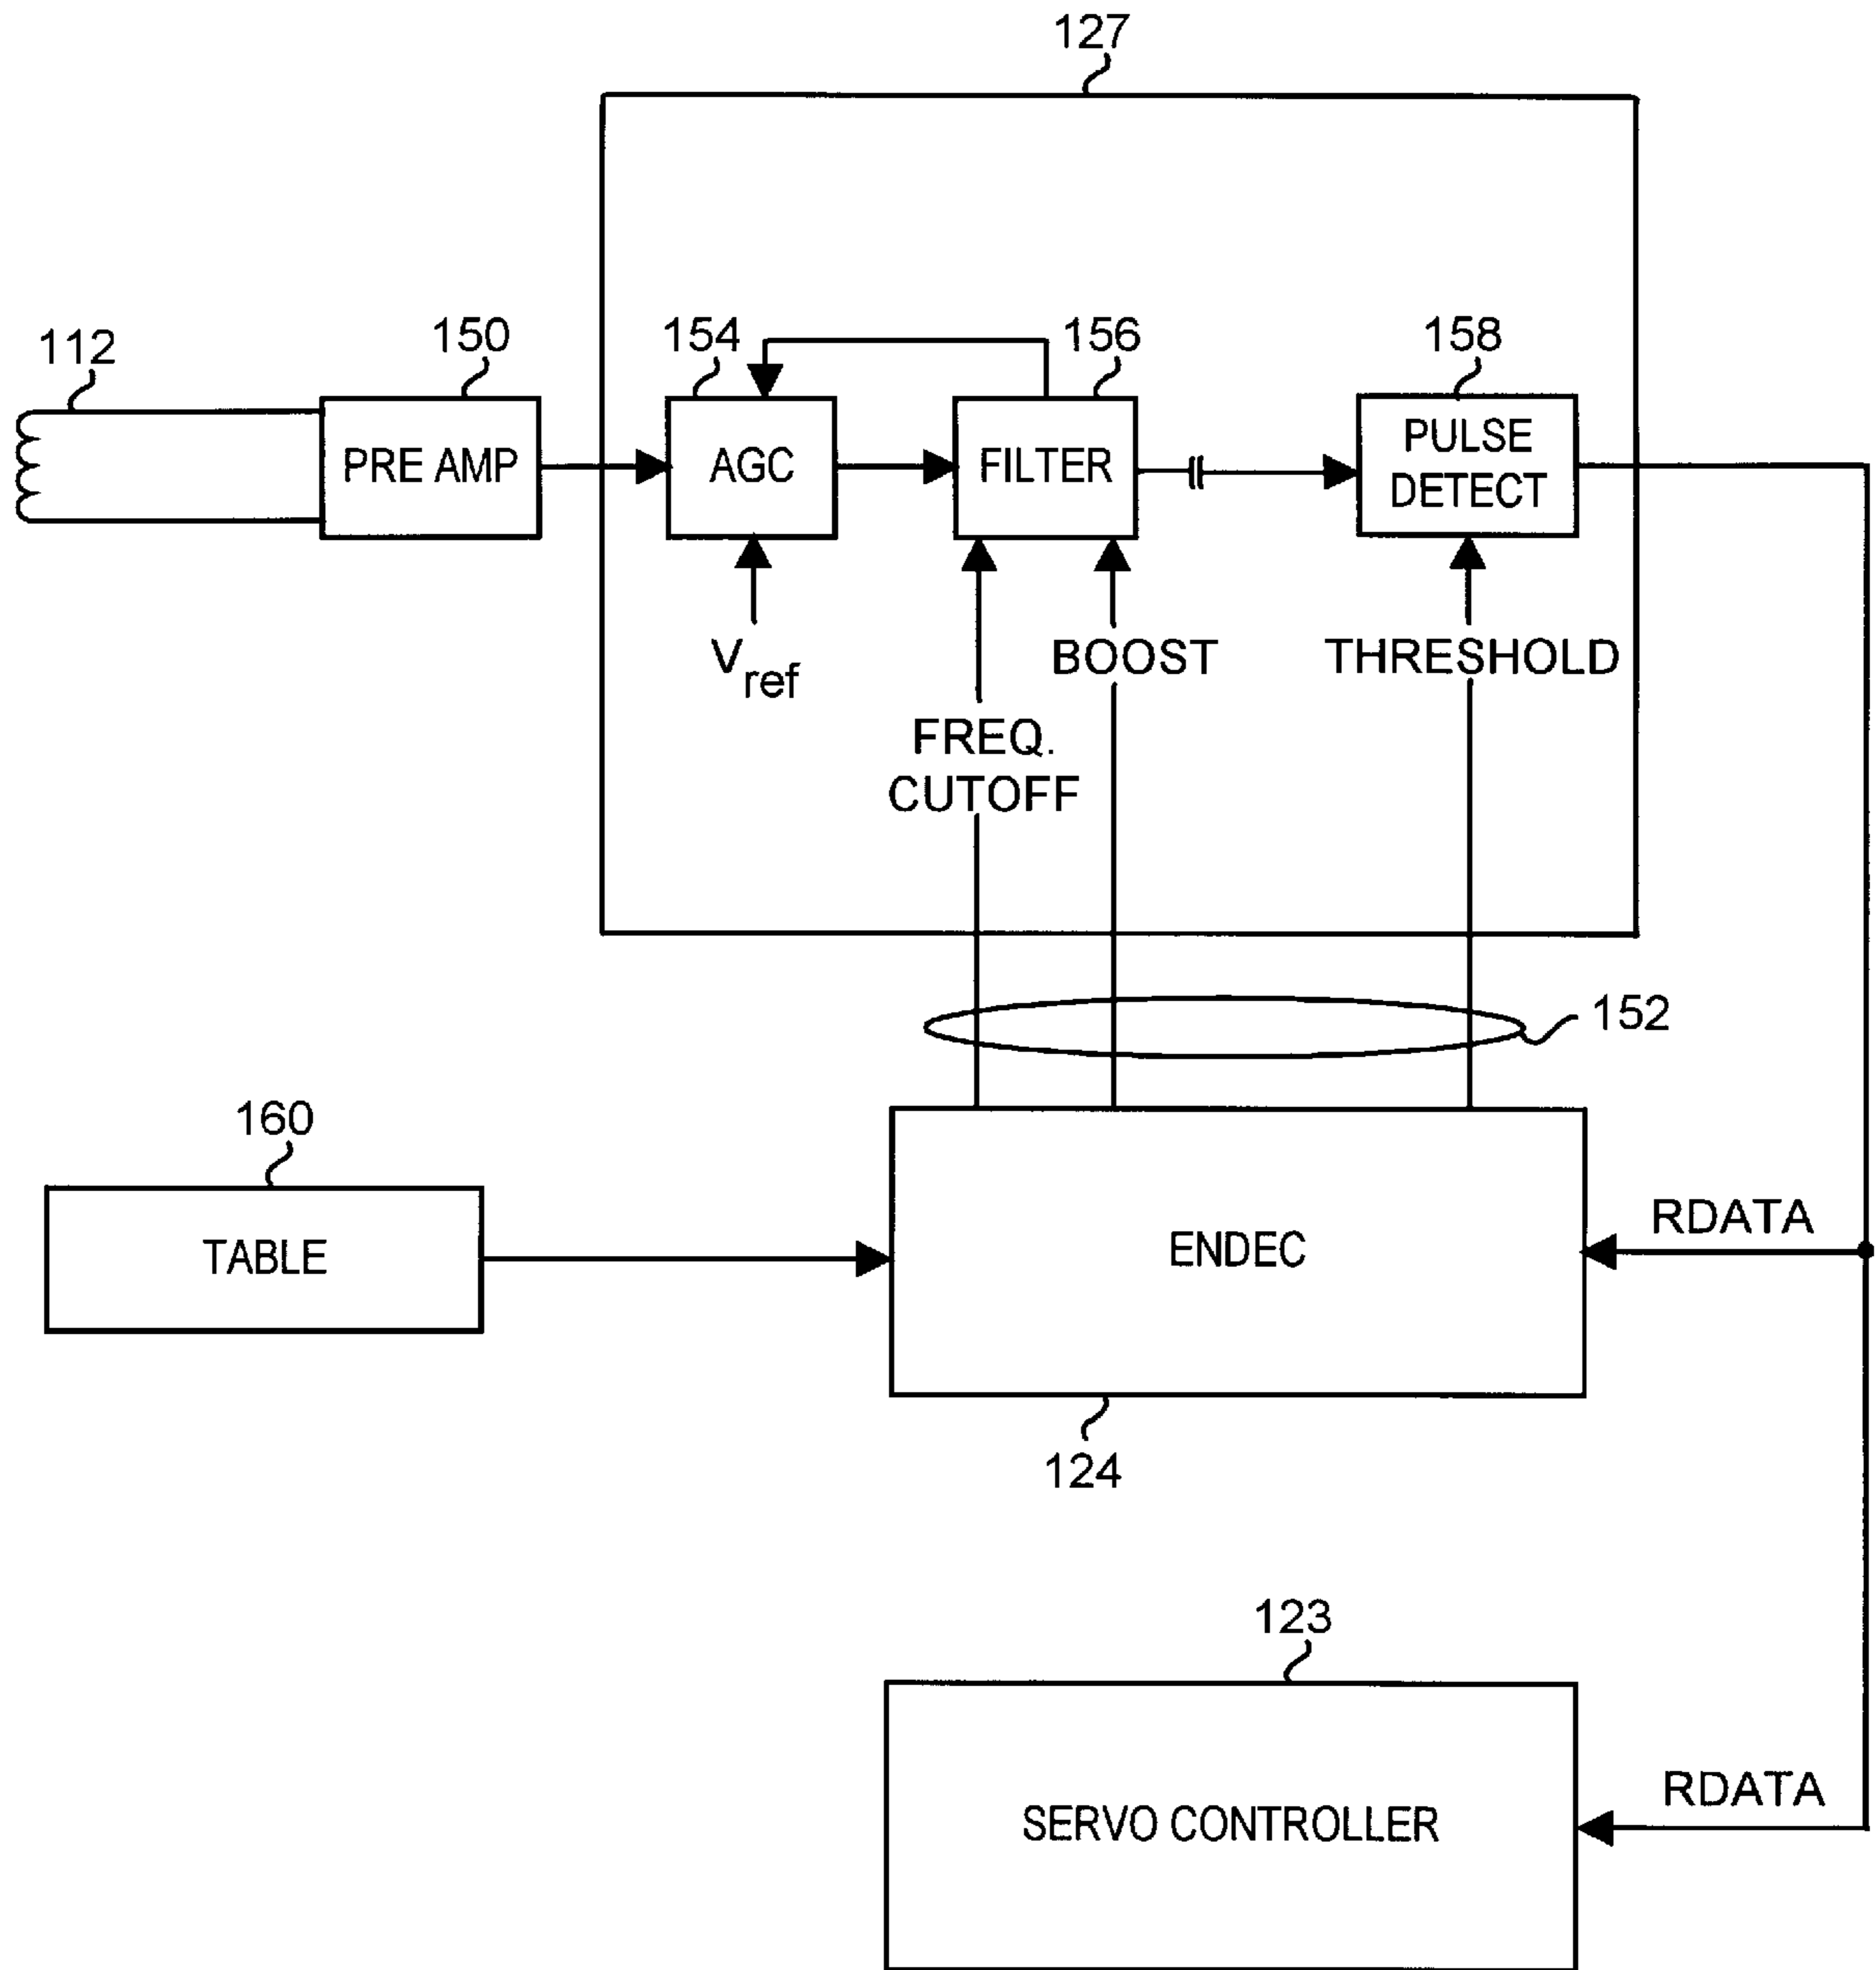 127
112
150
154
156
158
PRE AMP
AGC
FILTER
PULSE
DETECT
Vref
BOOST
THRESHOLD
FREQ.
CUTOFF
152
160
TABLE
ENDEC
RDATA
124
123
SERVO CONTROLLER
RDATA